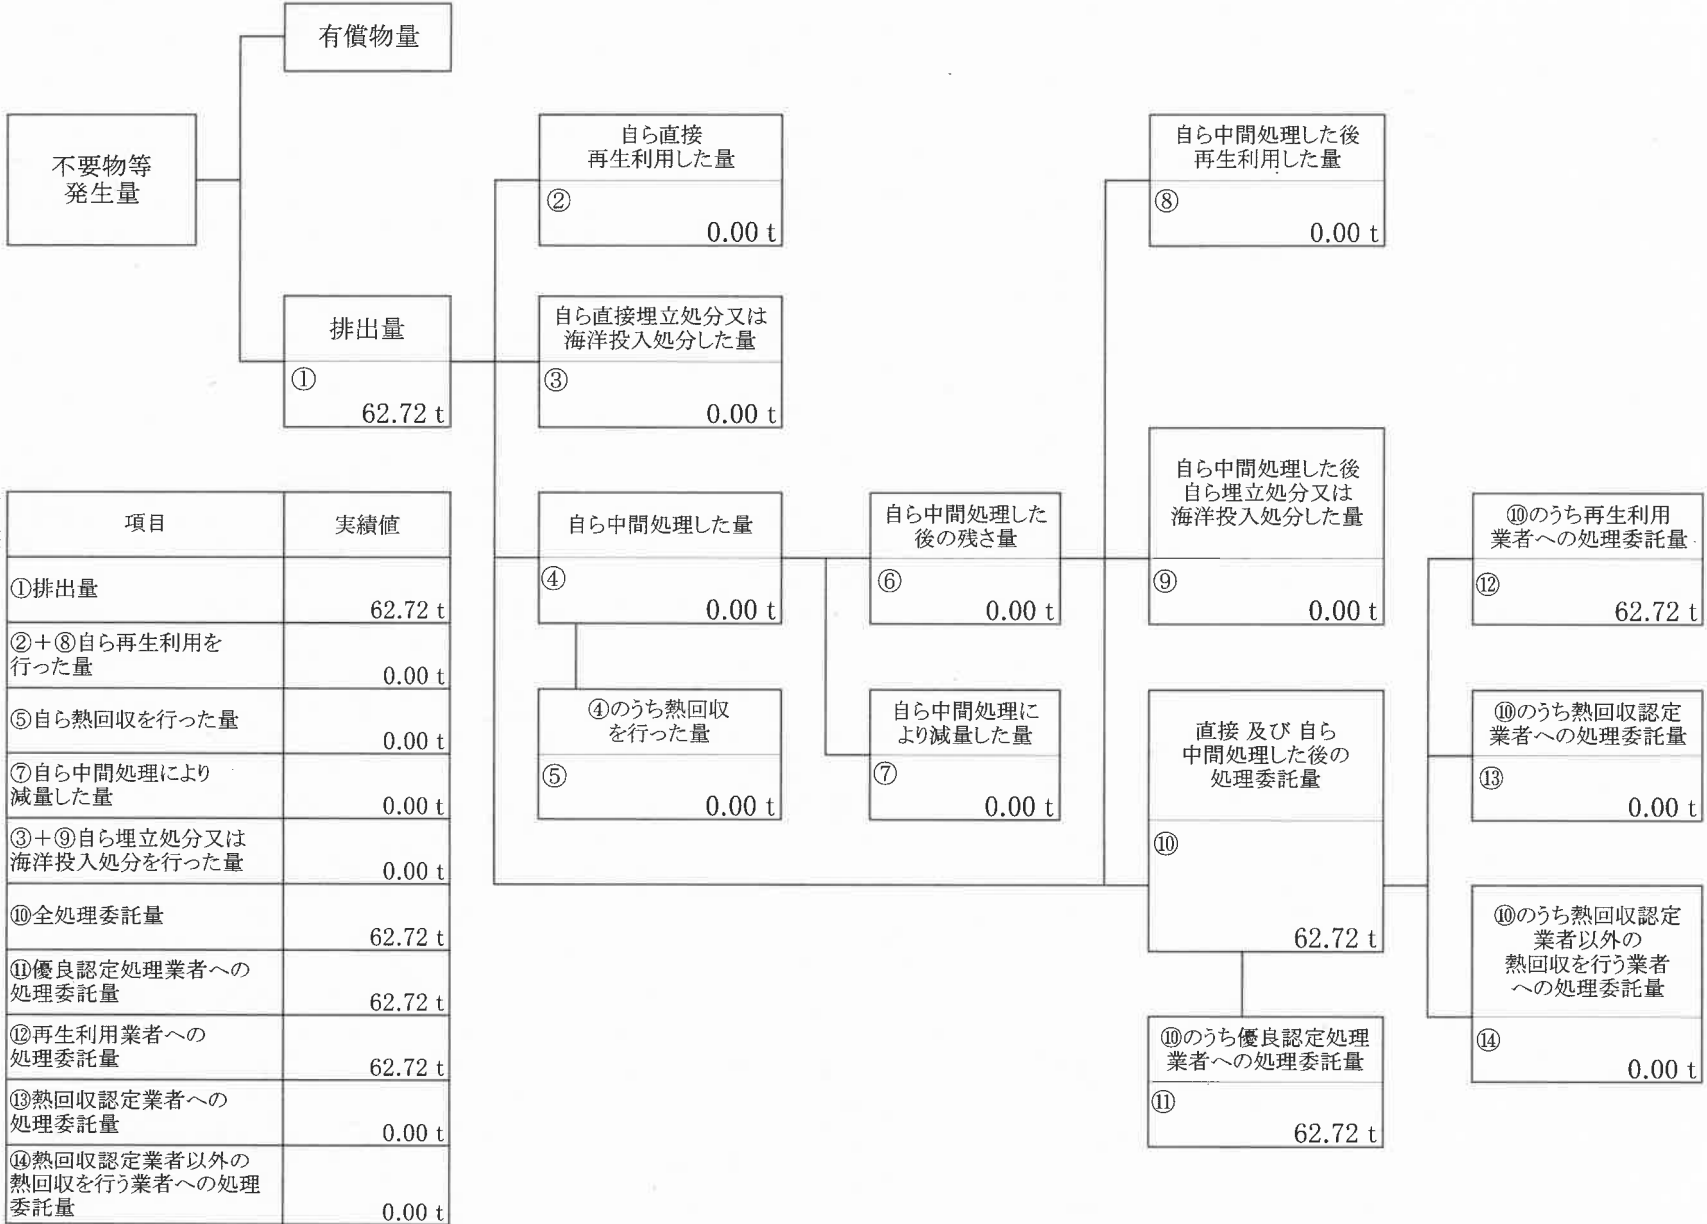 有償物量
不要物等
発生量
排出量
①
62.72 t
自ら直接
再生利用した量
②
0.00 t
自ら直接埋立処分又は
海洋投入処分した量
③
0.00 t
自ら中間処理した量
④
0.00 t
④のうち熱回収
を行った量
⑤
0.00 t
自ら中間処理した
後の残さ量
⑥
0.00 t
自ら中間処理に
より減量した量
⑦
0.00 t
自ら中間処理した後
再生利用した量
⑧
0.00 t
自ら中間処理した後
自ら埋立処分又は
海洋投入処分した量
⑨
0.00 t
直接 及び 自ら
中間処理した後の
処理委託量
⑩
62.72 t
⑩のうち優良認定処理
業者への処理委託量
⑪
62.72 t
⑩のうち再生利用
業者への処理委託量
⑫
62.72 t
⑩のうち熱回収認定
業者への処理委託量
⑬
0.00 t
⑩のうち熱回収認定
業者以外の
熱回収を行う業者
への処理委託量
⑭
0.00 t
項目 実績値
①排出量
62.72 t
②+⑧自ら再生利用を
行った量
0.00 t
⑤自ら熱回収を行った量
0.00 t
⑦自ら中間処理により
減量した量
0.00 t
③+⑨自ら埋立処分又は
海洋投入処分を行った量
0.00 t
⑩全処理委託量
62.72 t
⑪優良認定処理業者への
処理委託量
62.72 t
⑫再生利用業者への
処理委託量
62.72 t
⑬熱回収認定業者への
処理委託量
0.00 t
⑭熱回収認定業者以外の
熱回収を行う業者への処理
委託量
0.00 t